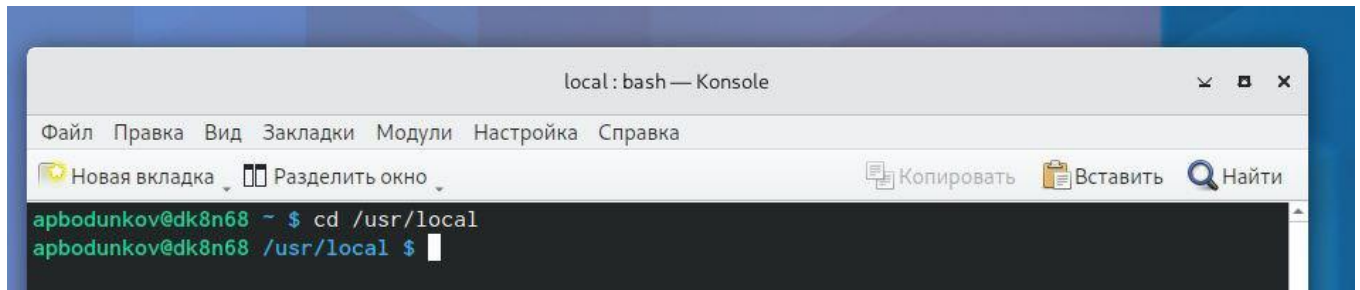 local : bash — Konsole
Файл Правка Вид Закладки Модули Настройка Справка
Новая вкладка Разделить окно Копировать Вставить Найти
apbodunkov@dk8n68 ~ $ cd /usr/local
apbodunkov@dk8n68 /usr/local $